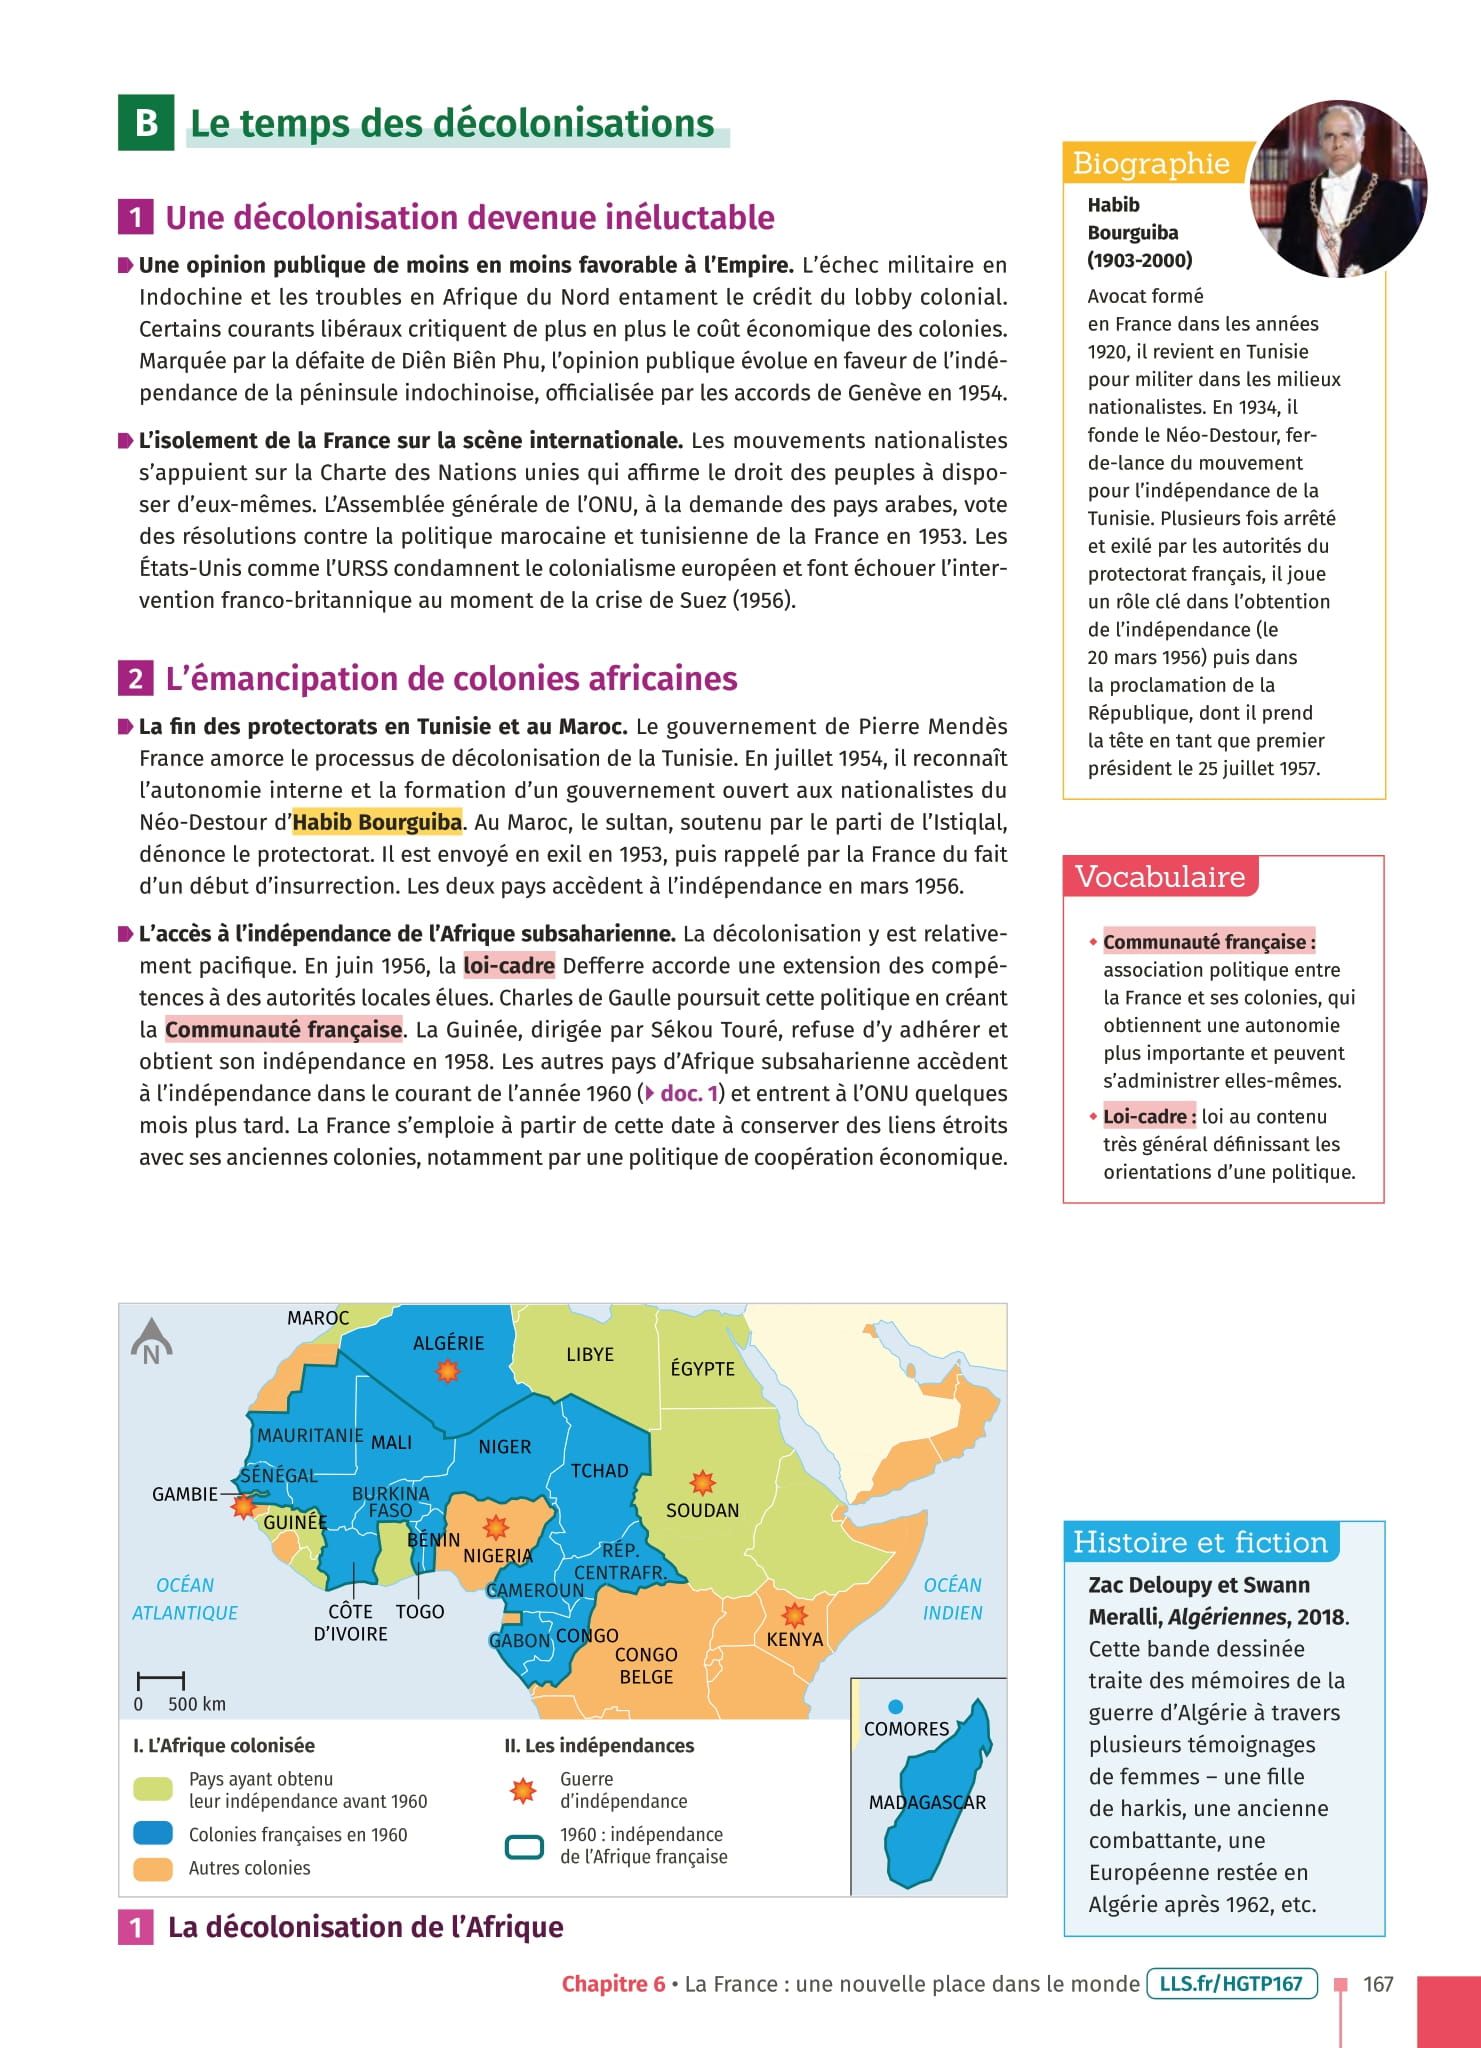 B Le temps des décolonisations
1 Une décolonisation devenue inéluctable
Une opinion publique de moins en moins favorable à l’Empire. L’échec militaire en
Indochine et les troubles en Afrique du Nord entament le crédit du lobby colonial.
Certains courants libéraux critiquent de plus en plus le coût économique des colonies.
Marquée par la défaite de Diên Biên Phu, l’opinion publique évolue en faveur de l’indé-
pendance de la péninsule indochinoise, officialisée par les accords de Genève en 1954.
L’isolement de la France sur la scène internationale. Les mouvements nationalistes
s’appuient sur la Charte des Nations unies qui affirme le droit des peuples à dispo-
ser d’eux-mêmes. L’Assemblée générale de l’ONU, à la demande des pays arabes, vote
des résolutions contre la politique marocaine et tunisienne de la France en 1953. Les
États-Unis comme l’URSS condamnent le colonialisme européen et font échouer l’inter-
vention franco-britannique au moment de la crise de Suez (1956).
2 L’émancipation de colonies africaines
La fin des protectorats en Tunisie et au Maroc. Le gouvernement de Pierre Mendès
France amorce le processus de décolonisation de la Tunisie. En juillet 1954, il reconnaît
l’autonomie interne et la formation d’un gouvernement ouvert aux nationalistes du
Néo-Destour d’Habib Bourguiba. Au Maroc, le sultan, soutenu par le parti de l’Istiqlal,
dénonce le protectorat. Il est envoyé en exil en 1953, puis rappelé par la France du fait
d’un début d’insurrection. Les deux pays accèdent à l’indépendance en mars 1956.
L’accès à l’indépendance de l’Afrique subsaharienne. La décolonisation y est relative-
ment pacifique. En juin 1956, la loi-cadre Defferre accorde une extension des compé-
tences à des autorités locales élues. Charles de Gaulle poursuit cette politique en créant
la Communauté française. La Guinée, dirigée par Sékou Touré, refuse d’y adhérer et
obtient son indépendance en 1958. Les autres pays d’Afrique subsaharienne accèdent
à l’indépendance dans le courant de l’année 1960 (doc. 1) et entrent à l’ONU quelques
mois plus tard. La France s’emploie à partir de cette date à conserver des liens étroits
avec ses anciennes colonies, notamment par une politique de coopération économique.
Biographie
Habib
Bourguiba
(1903-2000)
Avocat formé
en France dans les années
1920, il revient en Tunisie
pour militer dans les milieux
nationalistes. En 1934, il
fonde le Néo-Destour, fer-
de-lance du mouvement
pour l’indépendance de la
Tunisie. Plusieurs fois arrêté
et exilé par les autorités du
protectorat français, il joue
un rôle clé dans l’obtention
de l’indépendance (le
20 mars 1956) puis dans
la proclamation de la
République, dont il prend
la tête en tant que premier
président le 25 juillet 1957.
Vocabulaire
• Communauté française :
association politique entre
la France et ses colonies, qui
obtiennent une autonomie
plus importante et peuvent
s’administrer elles-mêmes.
• Loi-cadre : loi au contenu
très général définissant les
orientations d’une politique.
MAROC
N
ALGÉRIE
LIBYE
ÉGYPTE
MAURITANIE
MALI
NIGER
TCHAD
SÉNÉGAL
GAMBIE
BURKINA
FASO
SOUDAN
GUINÉE
BÉNIN
NIGERIA
RÉP.
CENTRAFR.
CAMEROUN
OCÉAN
ATLANTIQUE
OCÉAN
INDIEN
CÔTE
D’IVOIRE
TOGO
GABON
CONGO
CONGO
BELGE
KENYA
0 500 km
COMORES
MADAGASCAR
I. L’Afrique colonisée
Pays ayant obtenu
leur indépendance avant 1960
Colonies françaises en 1960
Autres colonies
II. Les indépendances
Guerre
d’indépendance
1960 : indépendance
de l’Afrique française
1 La décolonisation de l’Afrique
Histoire et fiction
Zac Deloupy et Swann
Meralli, Algériennes, 2018.
Cette bande dessinée
traite des mémoires de la
guerre d’Algérie à travers
plusieurs témoignages
de femmes – une fille
de harkis, une ancienne
combattante, une
Européenne restée en
Algérie après 1962, etc.
Chapitre 6 • La France : une nouvelle place dans le monde LLS.fr/HGTP167 167